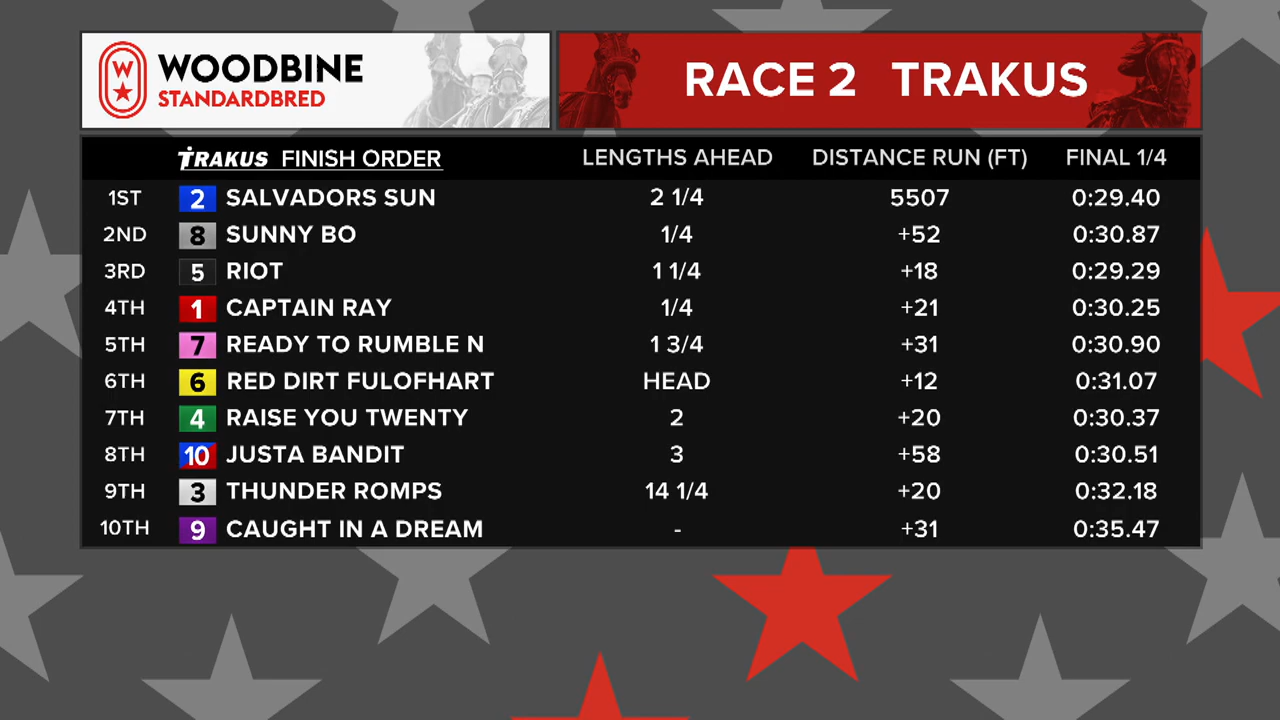 W
WOODBINE
STANDARDBRED
RACE 2 TRAKUS
TRAKUS FINISH ORDER LENGTHS AHEAD DISTANCE RUN (FT) FINAL 1/4
1ST 2 SALVADORS SUN 2 1/4 5507 0:29.40
2ND 8 SUNNY BO 1/4 +52 0:30.87
3RD 5 RIOT 1 1/4 +18 0:29.29
4TH 1 CAPTAIN RAY 1/4 +21 0:30.25
5TH 7 READY TO RUMBLE N 1 3/4 +31 0:30.90
6TH 6 RED DIRT FULOFHART HEAD +12 0:31.07
7TH 4 RAISE YOU TWENTY 2 +20 0:30.37
8TH 10 JUSTA BANDIT 3 +58 0:30.51
9TH 3 THUNDER ROMPS 14 1/4 +20 0:32.18
10TH 9 CAUGHT IN A DREAM - +31 0:35.47